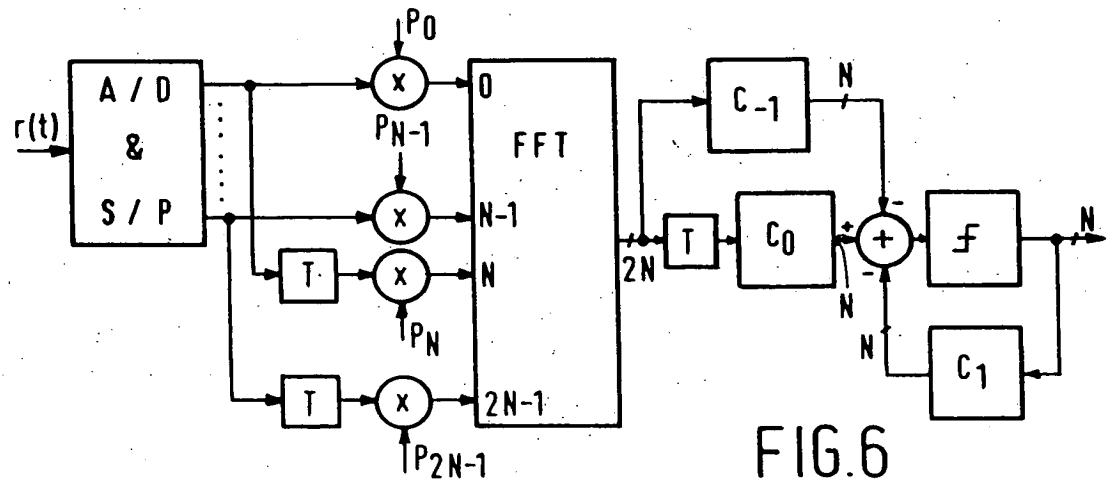 r(t)
A / D
&
S / P
P0
PN-1
PN
P2N-1
X
X
X
X
T
T
0
N-1
N
2N-1
FFT
2N
T
C-1
N
C0
+
N
-
+
-
N
C1
N
FIG.6